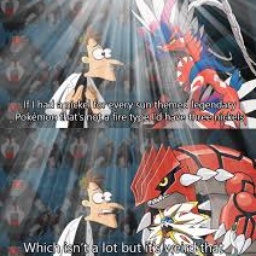 If I had a nickel for every sun themed legendary
Pokémon that's not a fire type I'd have three nickels
Which isn't a lot but it's weird that